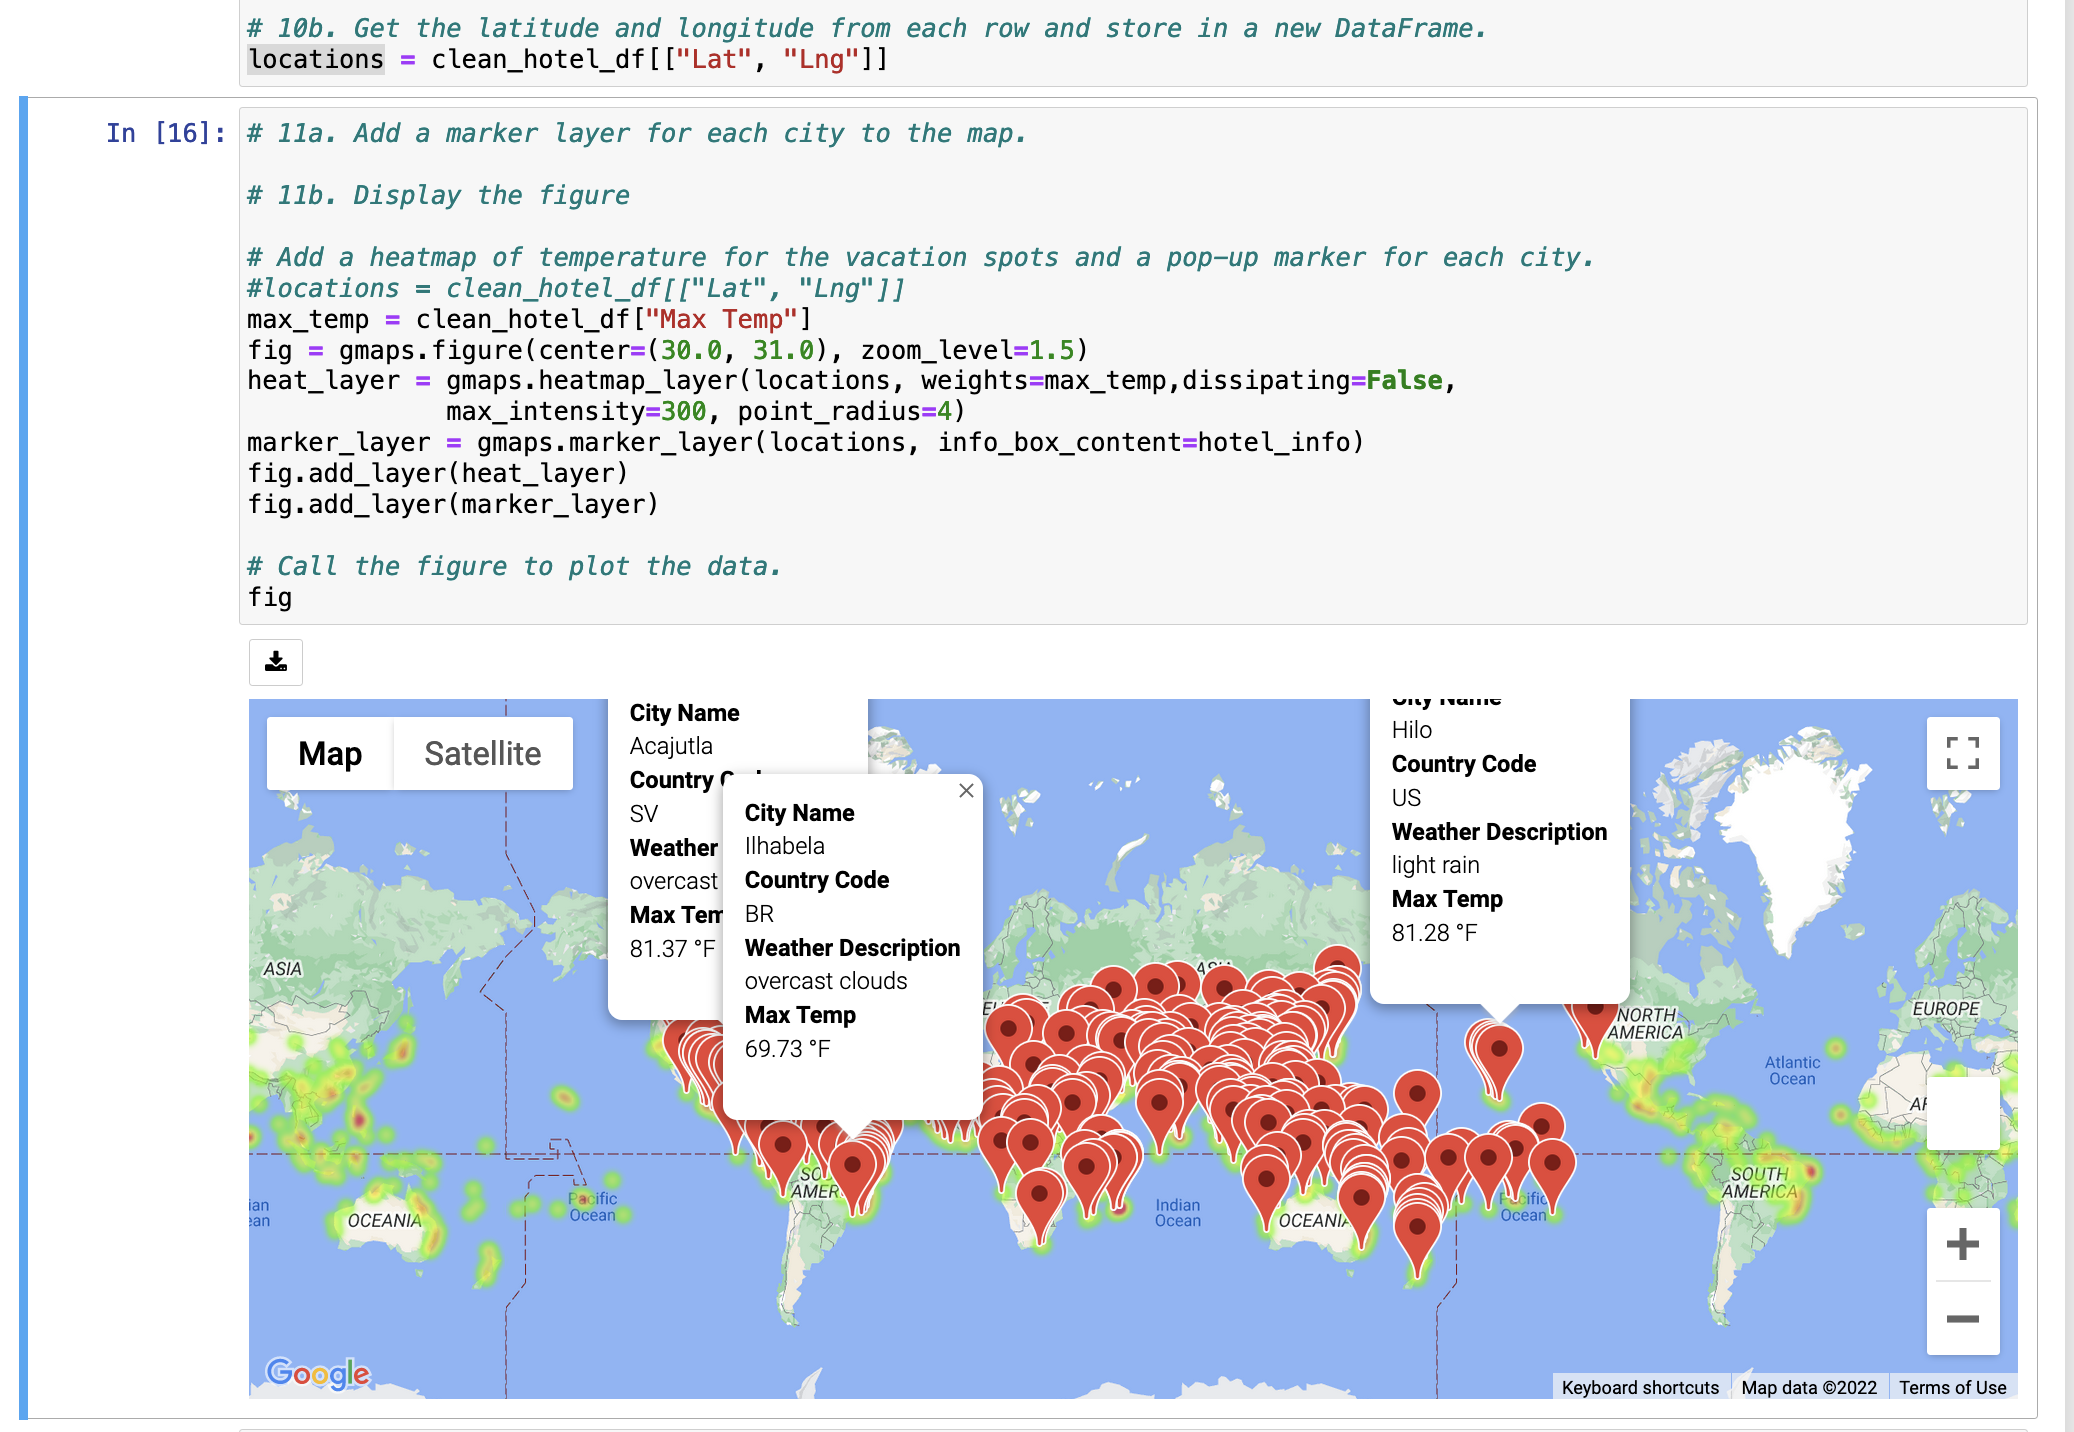 # 10b. Get the latitude and longitude from each row and store in a new DataFrame.
locations = clean_hotel_df[["Lat", "Lng"]]
In [16]:
# 11a. Add a marker layer for each city to the map.
# 11b. Display the figure
# Add a heatmap of temperature for the vacation spots and a pop-up marker for each city.
#locations = clean_hotel_df[["Lat", "Lng"]]
max_temp = clean_hotel_df["Max Temp"]
fig = gmaps.figure(center=(30.0, 31.0), zoom_level=1.5)
heat_layer = gmaps.heatmap_layer(locations, weights=max_temp,dissipating=False,
max_intensity=300, point_radius=4)
marker_layer = gmaps.marker_layer(locations, info_box_content=hotel_info)
fig.add_layer(heat_layer)
fig.add_layer(marker_layer)
# Call the figure to plot the data.
fig
Map
Satellite
City Name
Acajutla
Country
SV
Weather
overcast
Max Tem
81.37 °F
City Name
Ilhabela
Country Code
BR
Weather Description
overcast clouds
Max Temp
69.73 °F
City Name
Hilo
Country Code
US
Weather Description
light rain
Max Temp
81.28 °F
ASIA
OCEANIA
Pacific
Ocean
Indian
Ocean
OCEANIA
Pacific
Ocean
NORTH
AMERICA
Atlantic
Ocean
EUROPE
SOUTH
AMERICA
Google
Keyboard shortcuts
Map data ©2022
Terms of Use